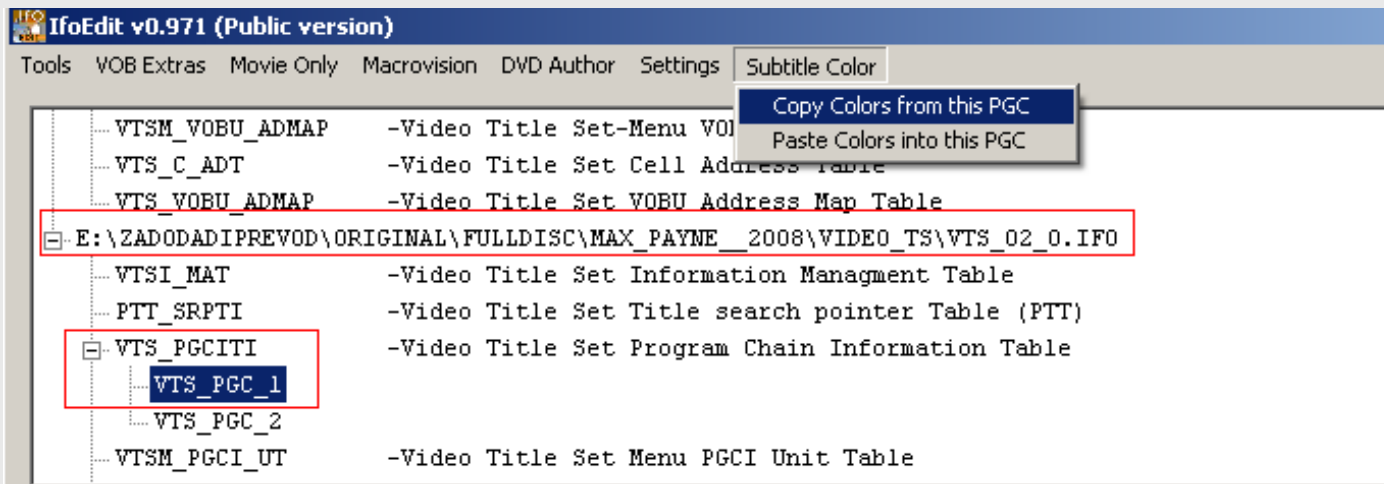 IfoEdit v0.971 (Public version)
Tools VOB Extras Movie Only Macrovision DVD Author Settings Subtitle Color
Copy Colors from this PGC
Paste Colors into this PGC
VTSM_VOBU_ADMAP -Video Title Set-Menu
VTS_C_ADT -Video Title Set Cell Address Table
VTS_VOBU_ADMAP -Video Title Set VOBU Address Map Table
E:\ZADODADIPREVOD\ORIGINAL\FULLDISC\MAX_PAYNE__2008\VIDEO_TS\VTS_02_0.IFO
VTSI_MAT -Video Title Set Information Managment Table
PTT_SRPTI -Video Title Set Title search pointer Table (PTT)
VTS_PGCITI -Video Title Set Program Chain Information Table
VTS_PGC_1
VTS_PGC_2
VTSM_PGCI_UT -Video Title Set Menu PGCI Unit Table